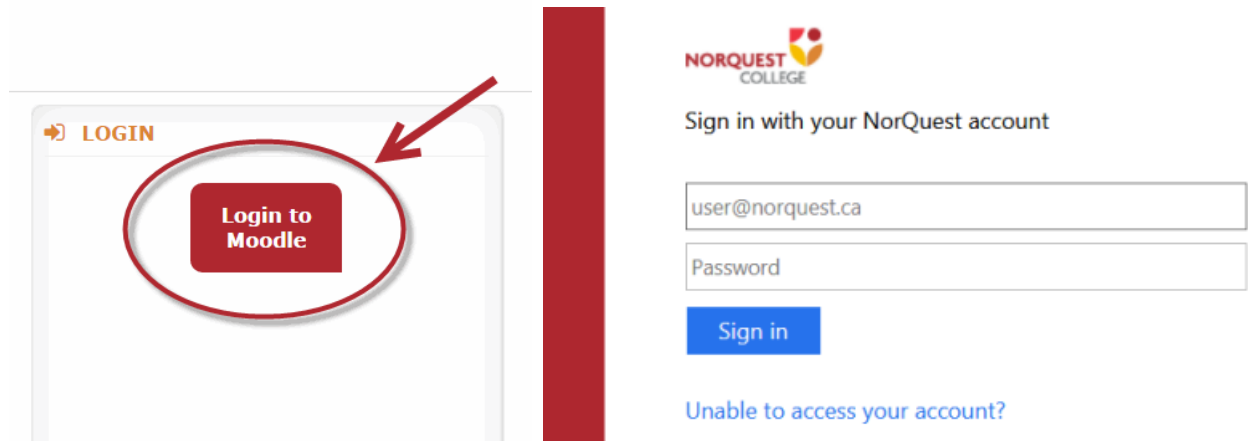 LOGIN
Login to
Moodle
NORQUEST
COLLEGE
Sign in with your NorQuest account
user@norquest.ca
Password
Sign in
Unable to access your account?